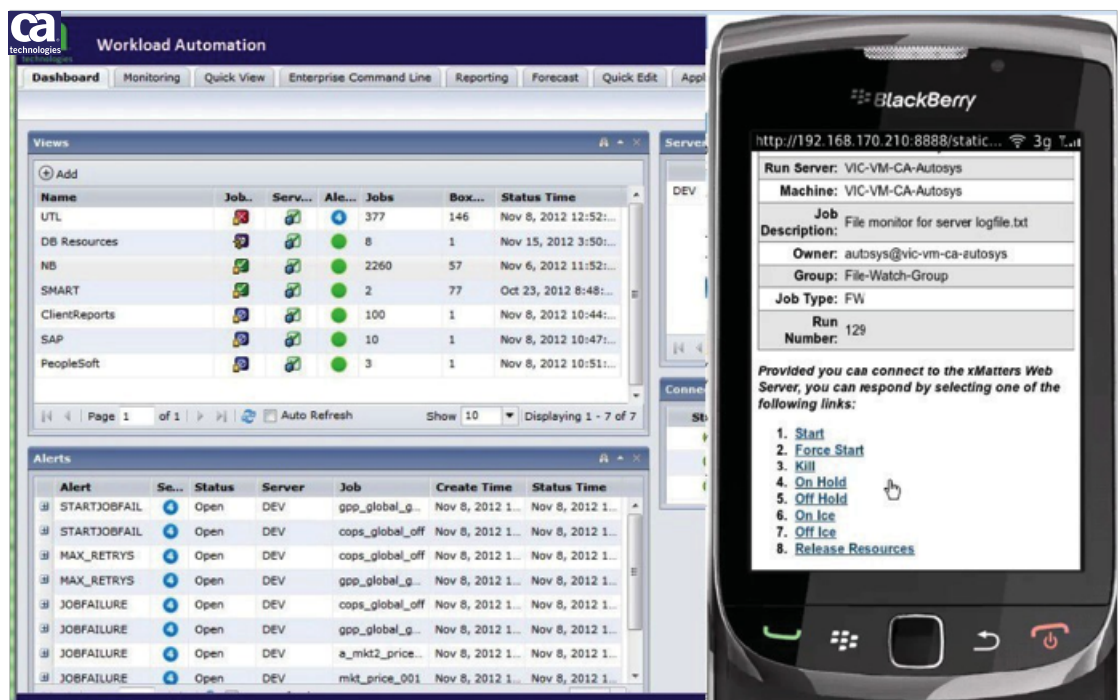 ca
technologies
Workload Automation
Dashboard Monitoring Quick View Enterprise Command Line Reporting Forecast Quick Edit Appl
Views
Add
Name Job.. Serv... Ale... Jobs Box... Status Time
UTL 4 377 146 Nov 8, 2012 12:52:...
DB Resources 8 1 Nov 15, 2012 3:50:...
NB 2260 57 Nov 6, 2012 11:52:...
SMART 2 77 Oct 23, 2012 8:48:...
ClientReports 100 1 Nov 8, 2012 10:44:...
SAP 10 1 Nov 8, 2012 10:47:...
PeopleSoft 3 1 Nov 8, 2012 10:51:...
Page 1 of 1 Auto Refresh Show 10 Displaying 1 - 7 of 7
Alerts
Alert Se... Status Server Job Create Time Status Time
STARTJOBFAIL 4 Open DEV gpp_global_g... Nov 8, 2012 1... Nov 8, 2012 1...
STARTJOBFAIL 4 Open DEV cops_global_off Nov 8, 2012 1... Nov 8, 2012 1...
MAX_RETRYS 4 Open DEV cops_global_off Nov 8, 2012 1... Nov 8, 2012 1...
MAX_RETRYS 4 Open DEV gpp_global_g... Nov 8, 2012 1... Nov 8, 2012 1...
JOBFAILURE 4 Open DEV cops_global_off Nov 8, 2012 1... Nov 8, 2012 1...
JOBFAILURE 4 Open DEV gpp_global_g... Nov 8, 2012 1... Nov 8, 2012 1...
JOBFAILURE 4 Open DEV a_mkt2_price... Nov 8, 2012 1... Nov 8, 2012 1...
JOBFAILURE 4 Open DEV mkt_price_001 Nov 8, 2012 1... Nov 8, 2012 1...
Server
DEV
Conne
St
BlackBerry
http://192.168.170.210:8888/static... 3g
Run Server: VIC-VM-CA-Autosys
Machine: VIC-VM-CA-Autosys
Job
Description: File monitor for server logfile.txt
Owner: autosys@vic-vm-ca-autosys
Group: File-Watch-Group
Job Type: FW
Run
Number: 129
Provided you can connect to the xMatters Web
Server, you can respond by selecting one of the
following links:
1. Start
2. Force Start
3. Kill
4. On Hold
5. Off Hold
6. On Ice
7. Off Ice
8. Release Resources